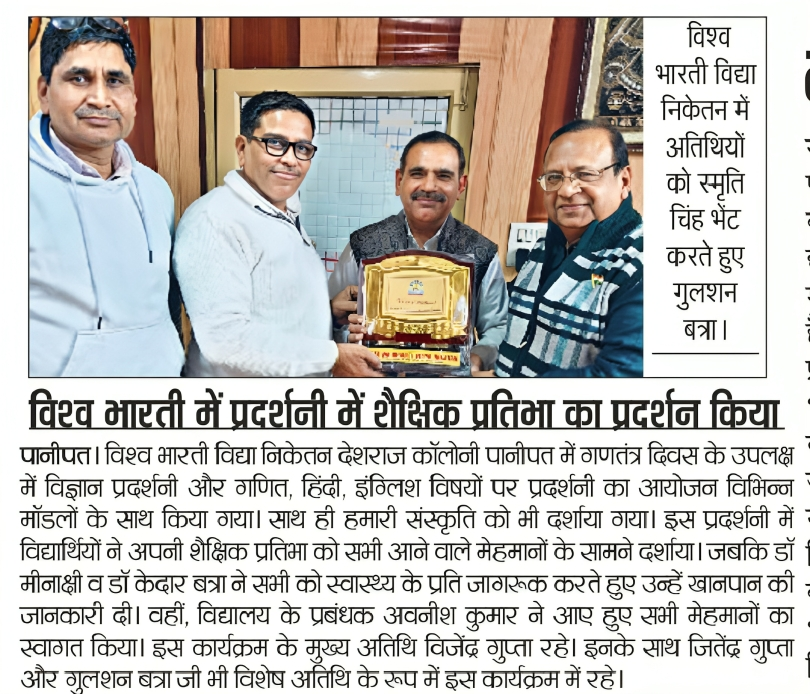 विश्व
भारती विद्या
निकेतन में
अतिथियों
को स्मृति
चिंह भेंट
करते हुए
गुलशन
बत्रा।
विश्व भारती में प्रदर्शनी में शैक्षिक प्रतिभा का प्रदर्शन किया
पानीपत। विश्व भारती विद्या निकेतन देशराज कॉलोनी पानीपत में गणतंत्र दिवस के उपलक्ष
में विज्ञान प्रदर्शनी और गणित, हिंदी, इंग्लिश विषयों पर प्रदर्शनी का आयोजन विभिन्न
मॉडलों के साथ किया गया। साथ ही हमारी संस्कृति को भी दर्शाया गया। इस प्रदर्शनी में
विद्यार्थियों ने अपनी शैक्षिक प्रतिभा को सभी आने वाले मेहमानों के सामने दर्शाया। जबकि डॉ
मीनाक्षी व डॉ केदार बत्रा ने सभी को स्वास्थ्य के प्रति जागरूक करते हुए उन्हें खानपान की
जानकारी दी। वहीं, विद्यालय के प्रबंधक अवनीश कुमार ने आए हुए सभी मेहमानों का
स्वागत किया। इस कार्यक्रम के मुख्य अतिथि विजेंद्र गुप्ता रहे। इनके साथ जितेंद्र गुप्ता
और गुलशन बत्रा जी भी विशेष अतिथि के रूप में इस कार्यक्रम में रहे।